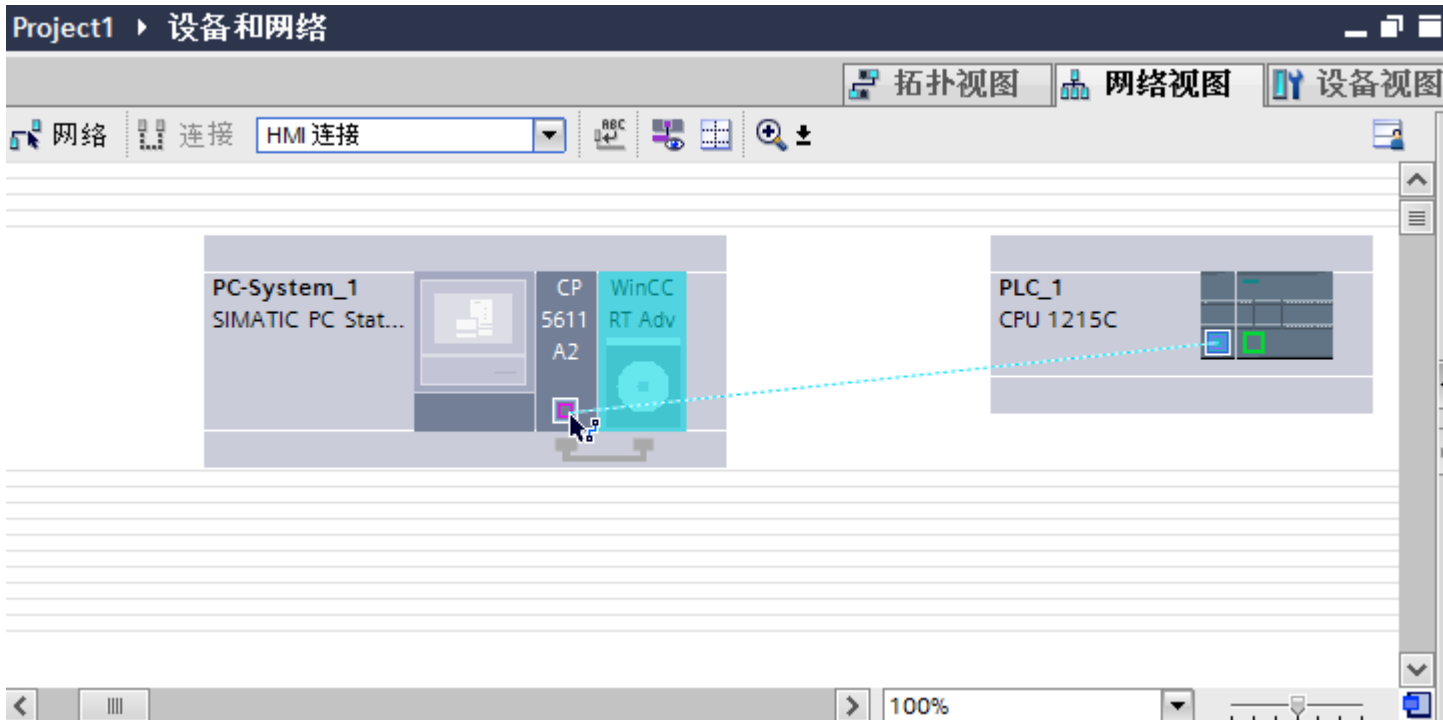 Project1 ▸ 设备和网络
拓扑视图 网络视图 设备视图
网络 连接 HMI 连接
ABC
PC-System_1
SIMATIC PC Stat...
CP
5611
A2
WinCC
RT Adv
PLC_1
CPU 1215C
100%